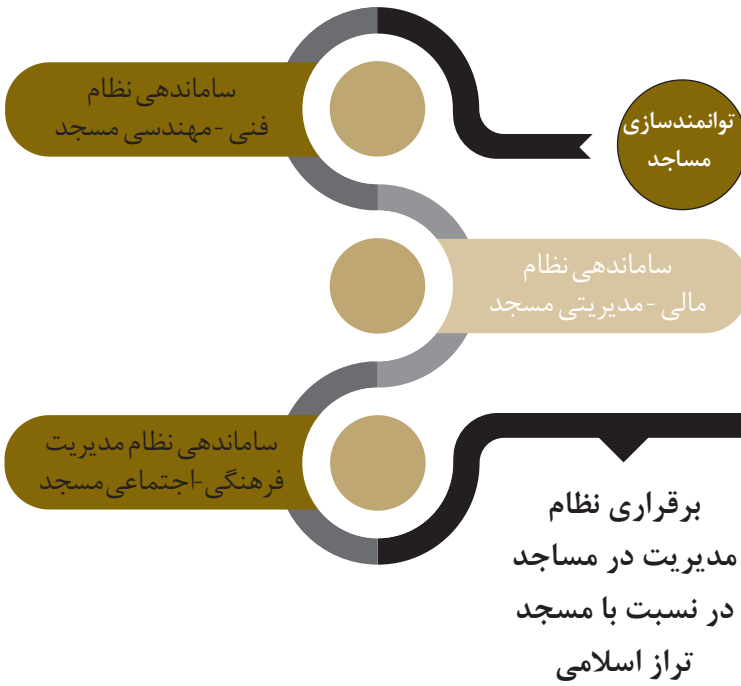 توانمندسازی
مساجد
ساماندهی نظام
فنی - مهندسی مسجد
ساماندهی نظام
مالی - مدیریتی مسجد
ساماندهی نظام مدیریت
فرهنگی-اجتماعی مسجد
برقراری نظام
مدیریت در مساجد
در نسبت با مسجد
تراز اسلامی